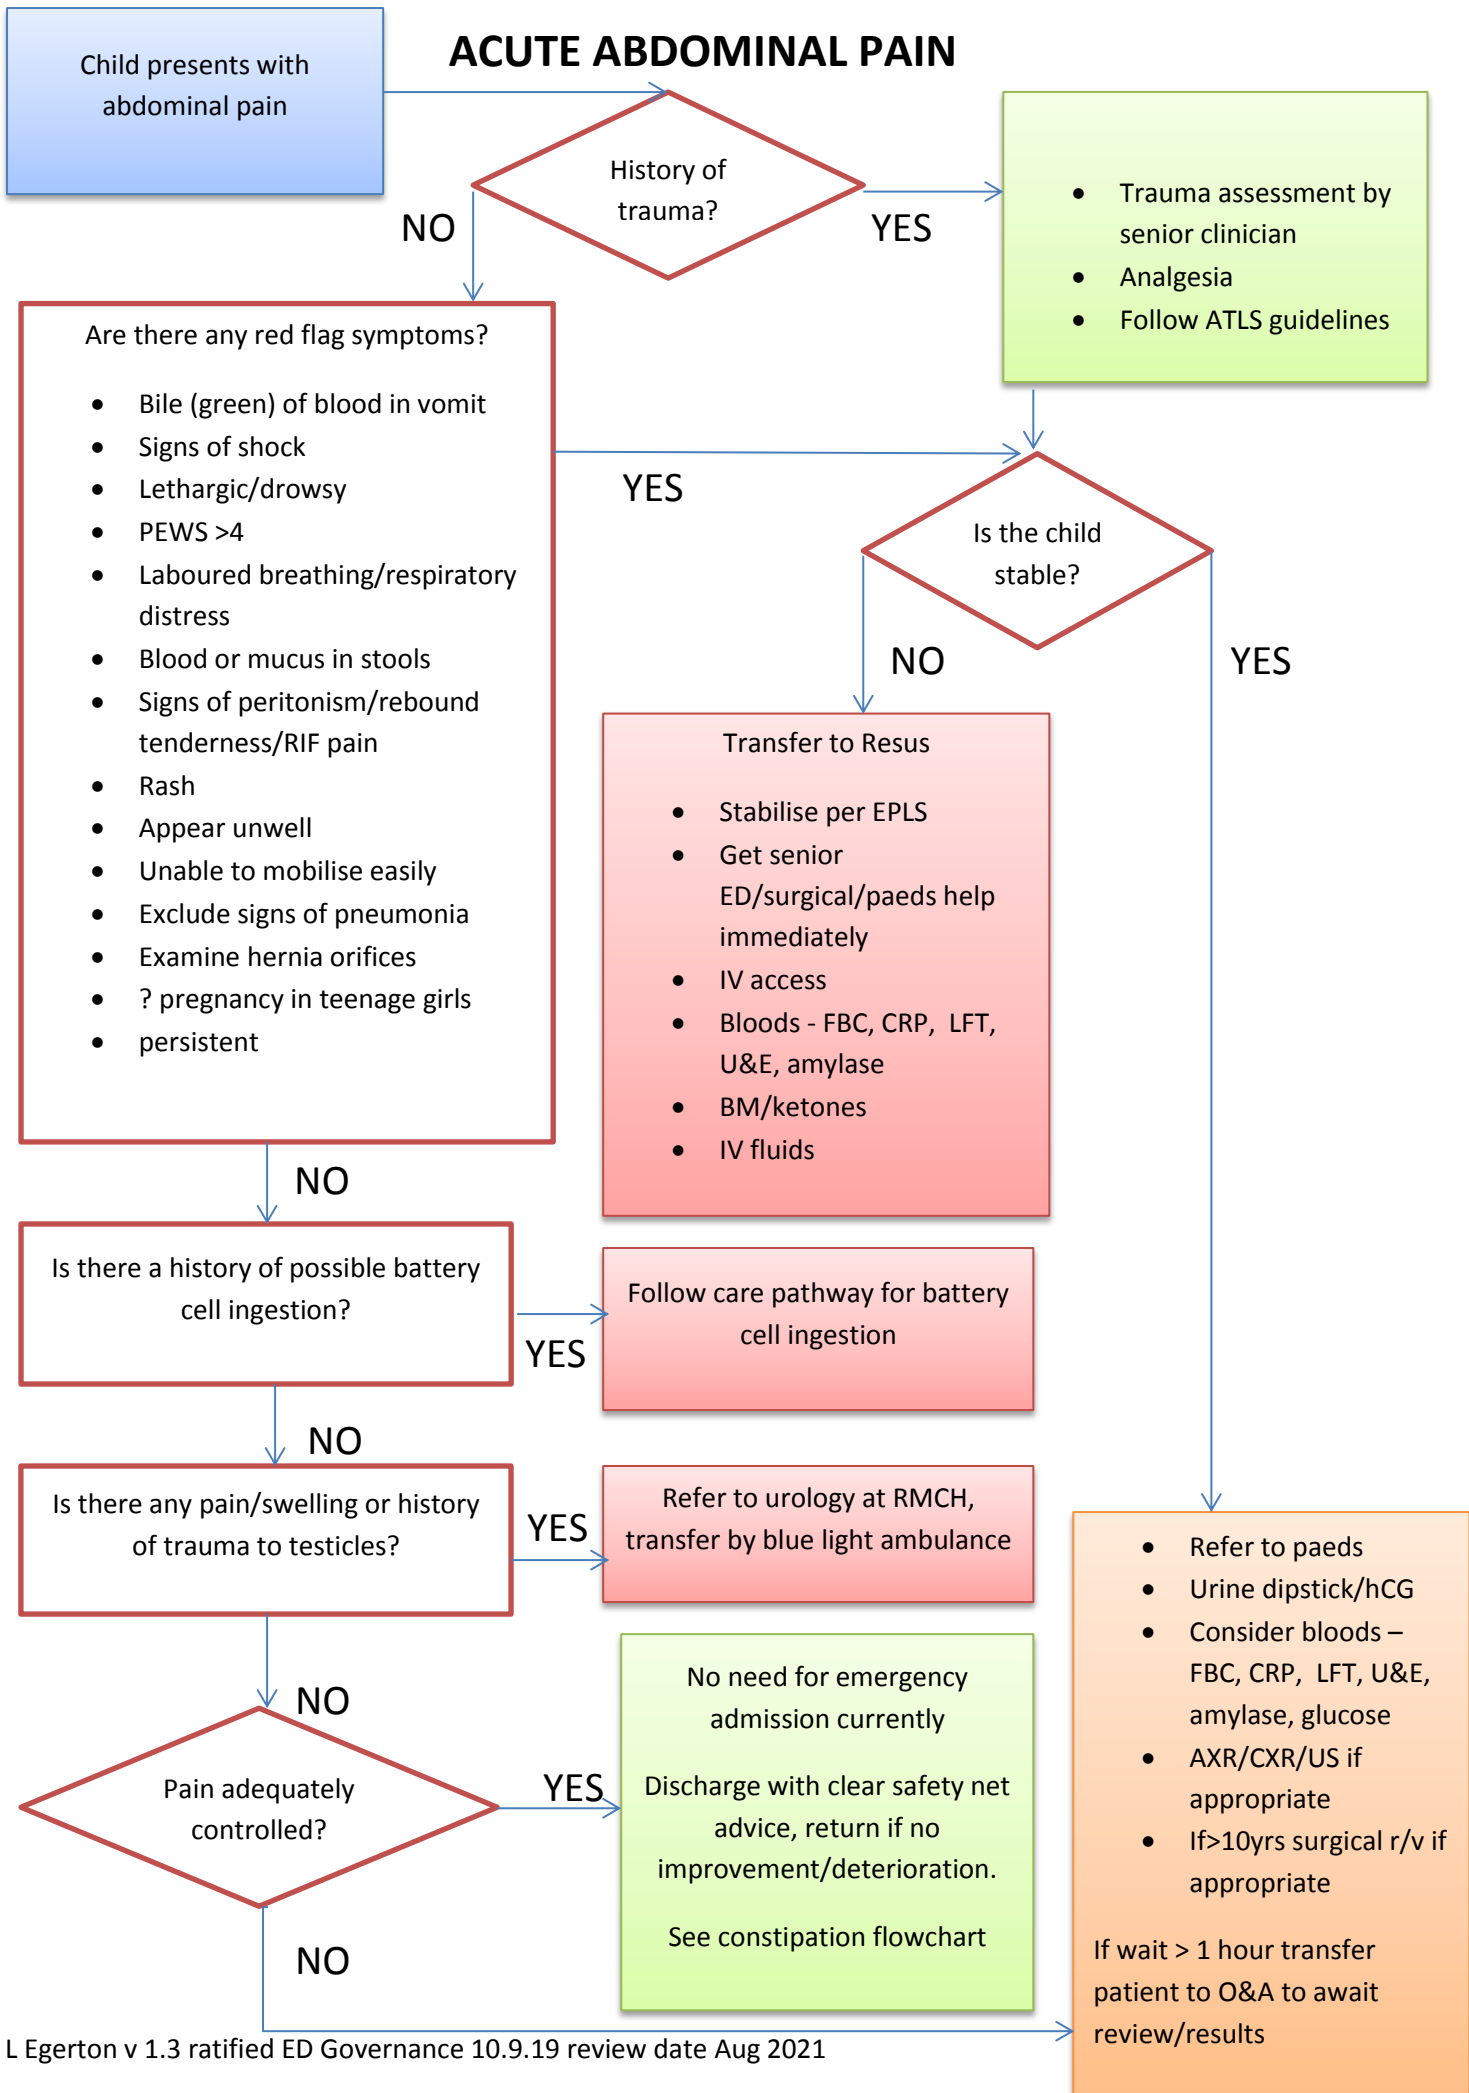 ACUTE ABDOMINAL PAIN
Child presents with
abdominal pain
History of
trauma?
NO
YES
• Trauma assessment by
senior clinician
• Analgesia
• Follow ATLS guidelines
Are there any red flag symptoms?
• Bile (green) of blood in vomit
• Signs of shock
• Lethargic/drowsy
• PEWS >4
• Laboured breathing/respiratory
distress
• Blood or mucus in stools
• Signs of peritonism/rebound
tenderness/RIF pain
• Rash
• Appear unwell
• Unable to mobilise easily
• Exclude signs of pneumonia
• Examine hernia orifices
• ? pregnancy in teenage girls
• persistent
YES
Is the child
stable?
NO
YES
Transfer to Resus
• Stabilise per EPLS
• Get senior
ED/surgical/paeds help
immediately
• IV access
• Bloods - FBC, CRP, LFT,
U&E, amylase
• BM/ketones
• IV fluids
NO
Is there a history of possible battery
cell ingestion?
YES
Follow care pathway for battery
cell ingestion
NO
Is there any pain/swelling or history
of trauma to testicles?
YES
Refer to urology at RMCH,
transfer by blue light ambulance
NO
Pain adequately
controlled?
YES
No need for emergency
admission currently
Discharge with clear safety net
advice, return if no
improvement/deterioration.
See constipation flowchart
NO
• Refer to paeds
• Urine dipstick/hCG
• Consider bloods –
FBC, CRP, LFT, U&E,
amylase, glucose
• AXR/CXR/US if
appropriate
• If>10yrs surgical r/v if
appropriate
If wait > 1 hour transfer
patient to O&A to await
review/results
L Egerton v 1.3 ratified ED Governance 10.9.19 review date Aug 2021